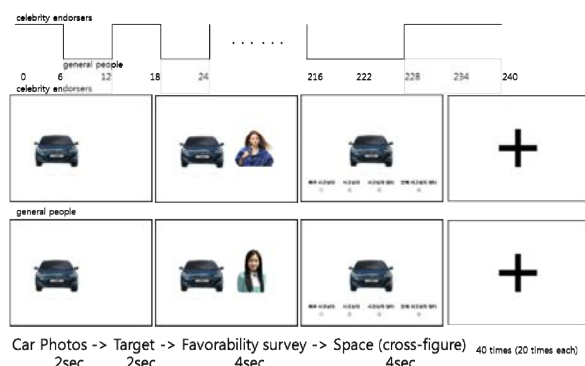 celebrity endorsers
general people
0 6 12 18 24 216 222 228 234 240
celebrity endorsers
general people
Car Photos -> Target -> Favorability survey -> Space (cross-figure) 40 times (20 times each)
2sec 2sec 4sec 4sec